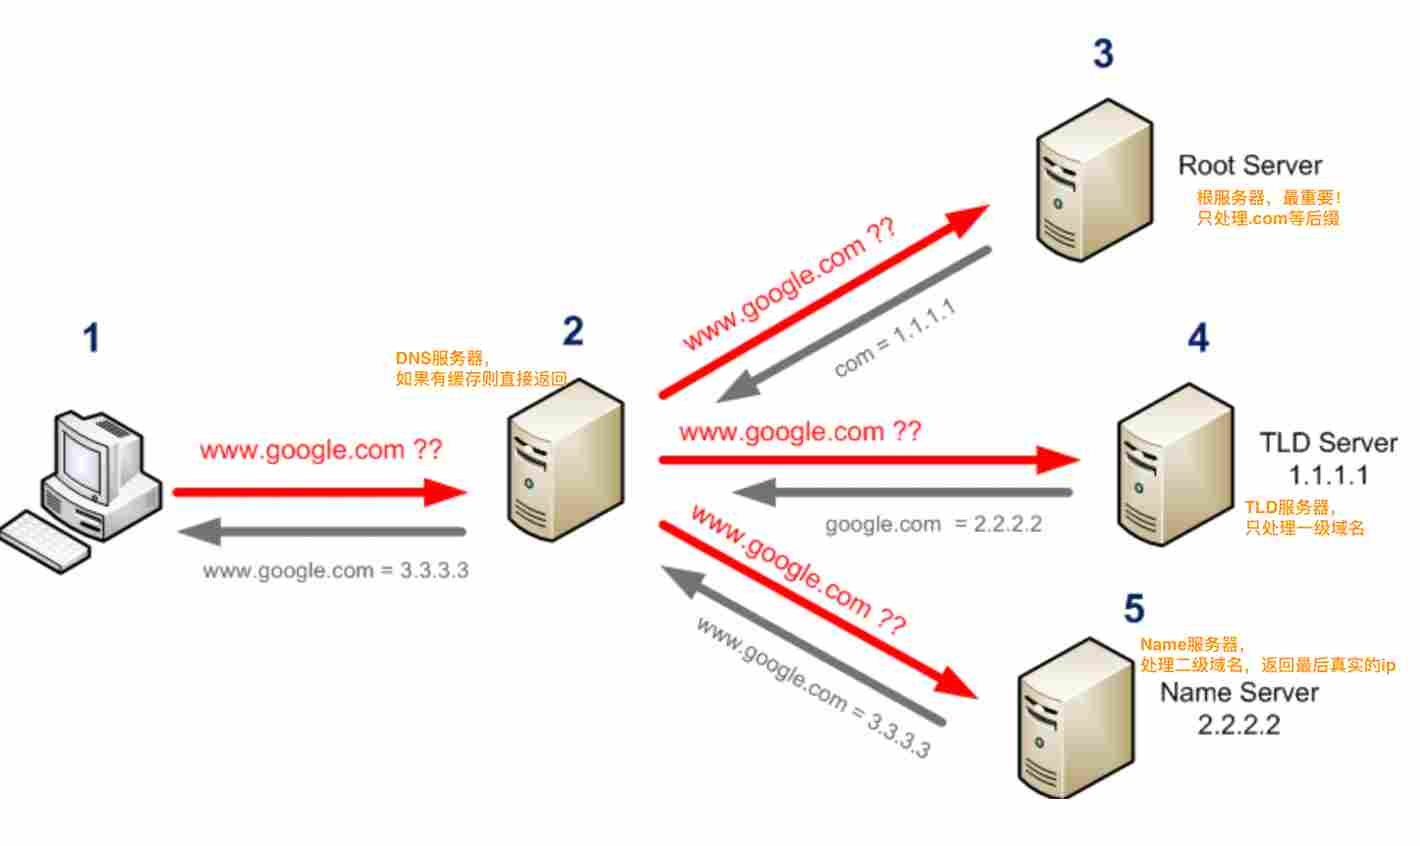 1
www.google.com ??
www.google.com = 3.3.3.3
2
DNS服务器，
如果有缓存则直接返回
www.google.com ??
com = 1.1.1.1
www.google.com ??
google.com = 2.2.2.2
www.google.com ??
www.google.com = 3.3.3.3
3
Root Server
根服务器，最重要！
只处理.com等后缀
4
TLD Server
1.1.1.1
TLD服务器，
只处理一级域名
5
Name服务器，
处理二级域名，返回最后真实的ip
Name Server
2.2.2.2